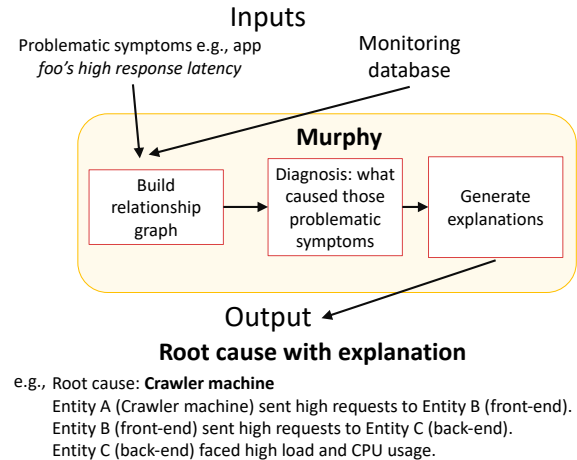 Inputs
Problematic symptoms e.g., app
foo's high response latency
Monitoring
database
Murphy
Build
relationship
graph
Diagnosis: what
caused those
problematic
symptoms
Generate
explanations
Output
Root cause with explanation
e.g., Root cause: Crawler machine
Entity A (Crawler machine) sent high requests to Entity B (front-end).
Entity B (front-end) sent high requests to Entity C (back-end).
Entity C (back-end) faced high load and CPU usage.